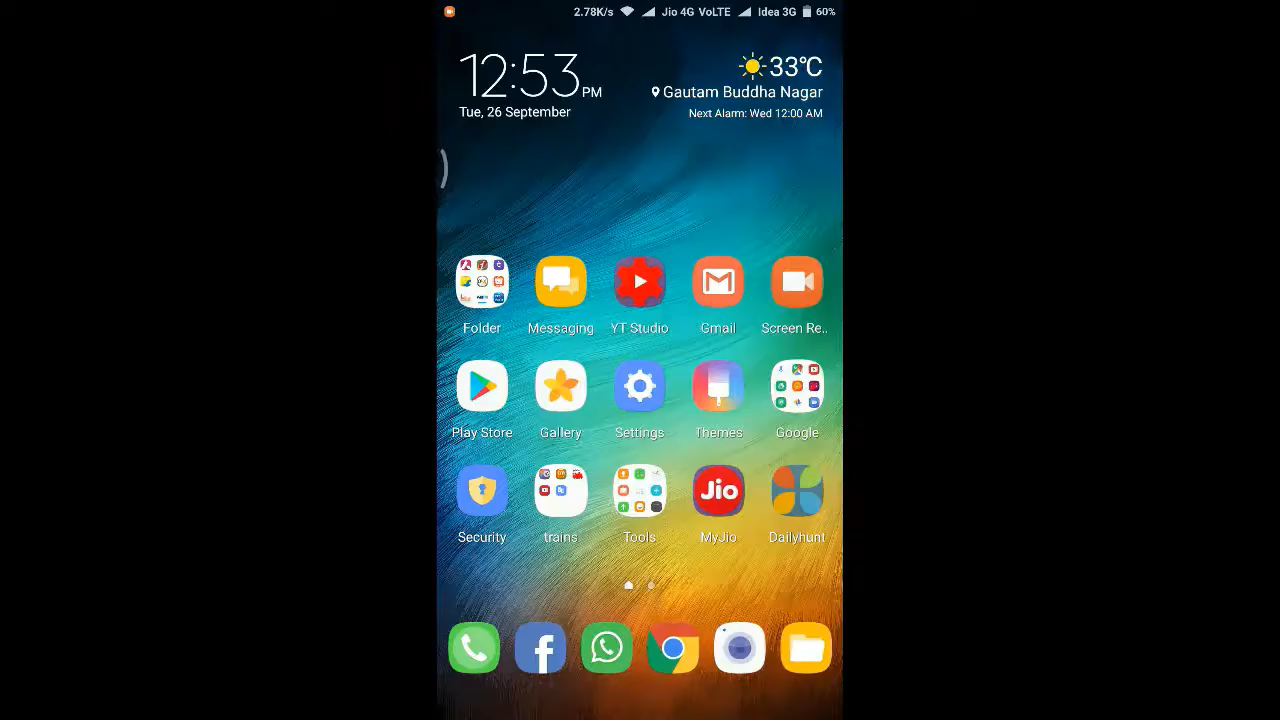 2.78K/s Jio 4G VoLTE Idea 3G 60%
12:53 PM
33℃
Gautam Buddha Nagar
Tue, 26 September
Next Alarm: Wed 12:00 AM
Folder Messaging YT Studio Gmail Screen Re..
Play Store Gallery Settings Themes Google
Jio
Security trains Tools MyJio Dailyhunt